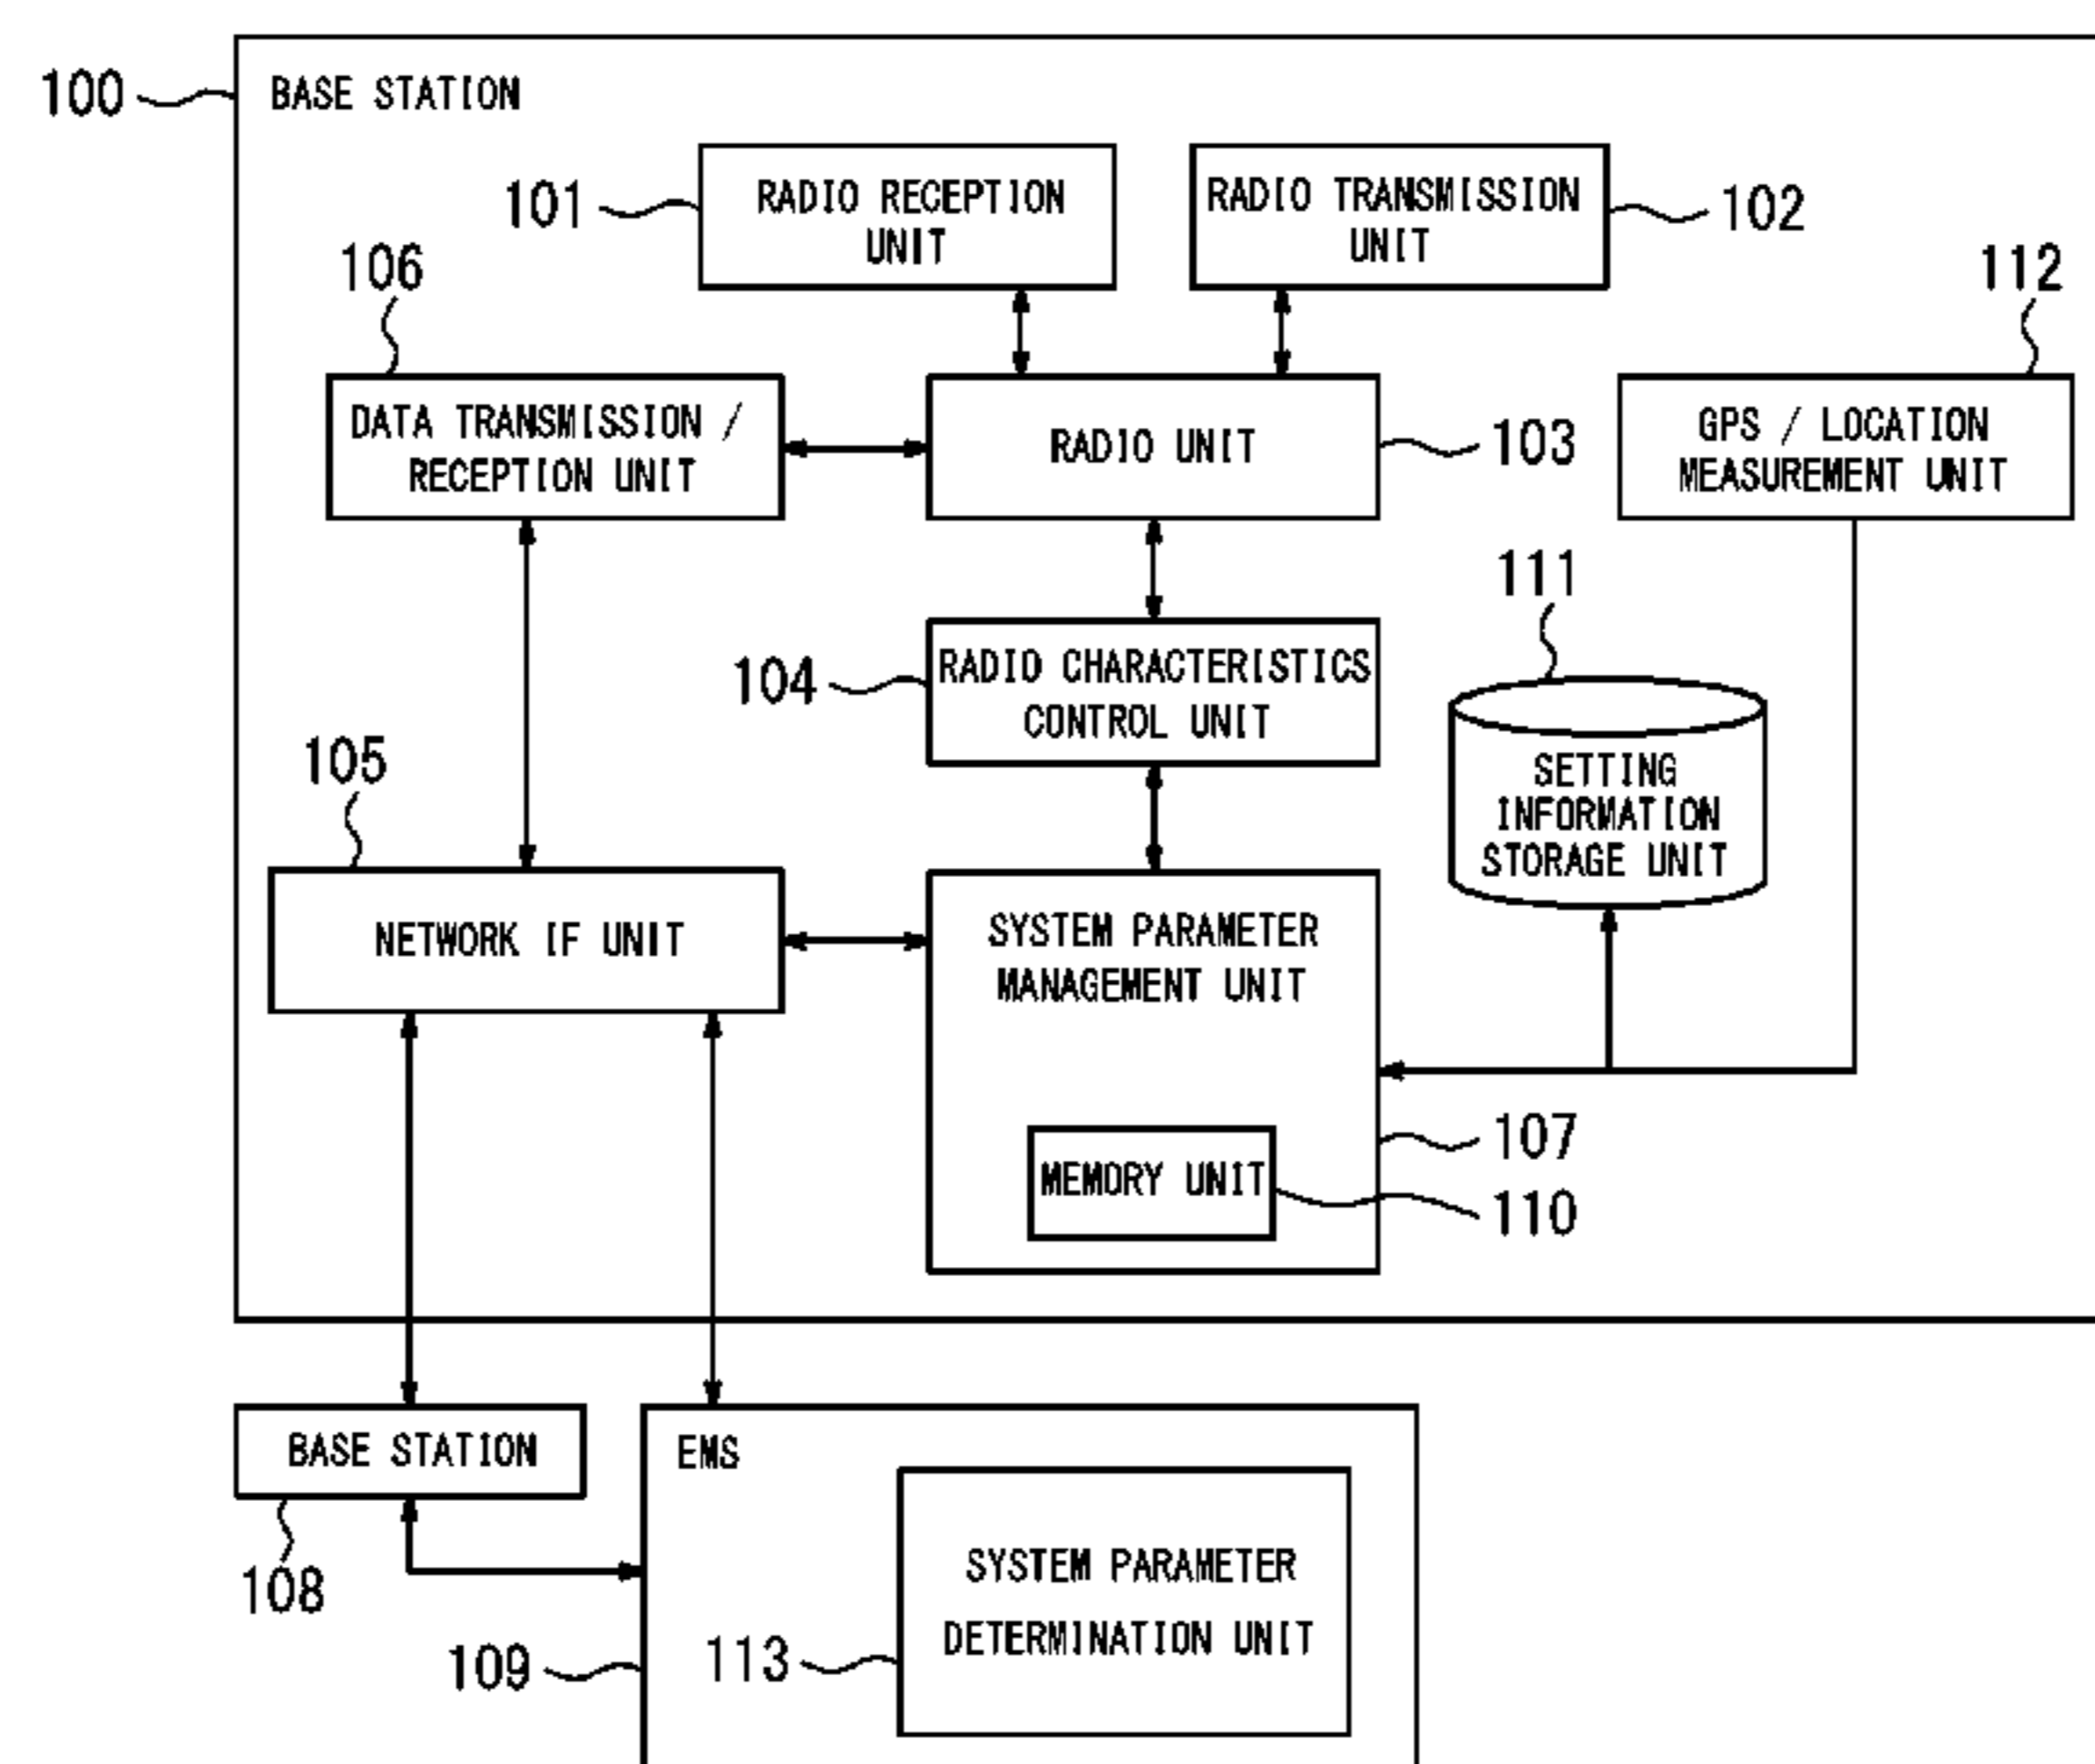 100
BASE STATION
101
RADIO RECEPTION
UNIT
RADIO TRANSMISSION
UNIT
102
106
112
DATA TRANSMISSION /
RECEPTION UNIT
RADIO UNIT
103
GPS / LOCATION
MEASUREMENT UNIT
111
104
RADIO CHARACTERISTICS
CONTROL UNIT
105
SETTING
INFORMATION
STORAGE UNIT
NETWORK IF UNIT
SYSTEM PARAMETER
MANAGEMENT UNIT
107
MEMORY UNIT
110
BASE STATION
EMS
108
SYSTEM PARAMETER
DETERMINATION UNIT
109
113